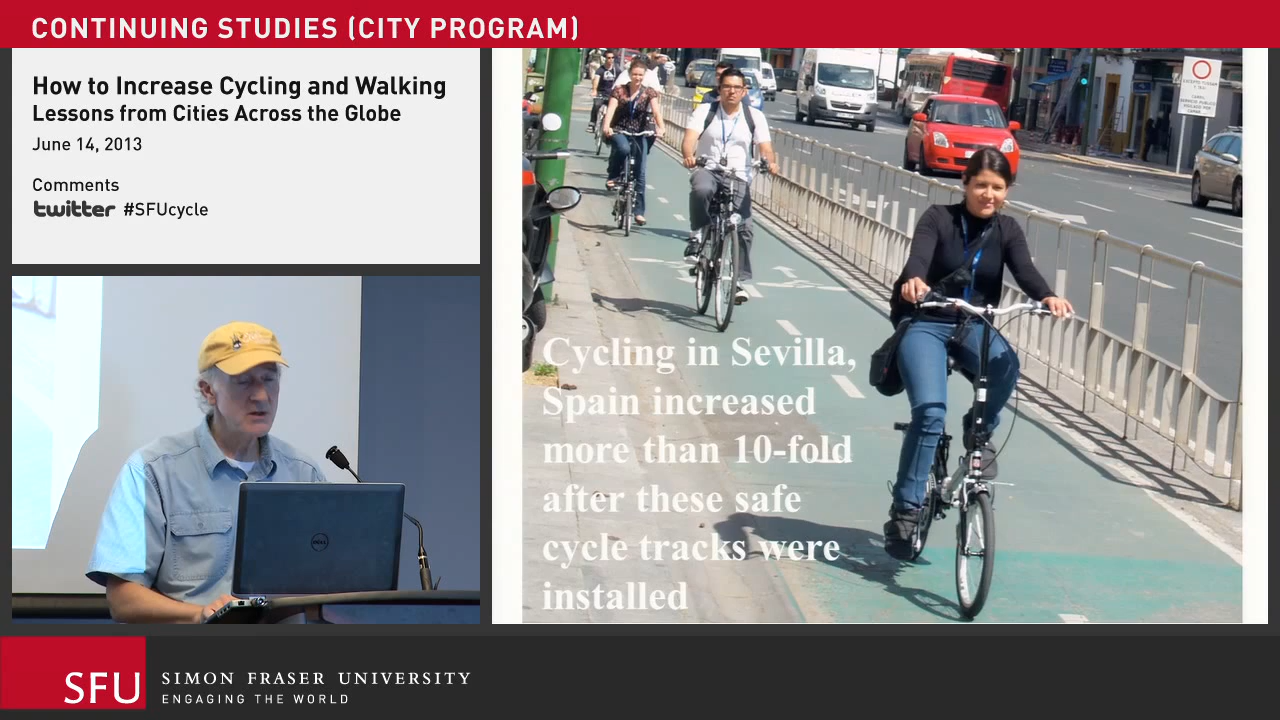 CONTINUING STUDIES (CITY PROGRAM)
How to Increase Cycling and Walking
Lessons from Cities Across the Globe
June 14, 2013
Comments
twitter #SFUcycle
Cycling in Sevilla,
Spain increased
more than 10-fold
after these safe
cycle tracks were
installed
DELL
SFU
SIMON FRASER UNIVERSITY
ENGAGING THE WORLD